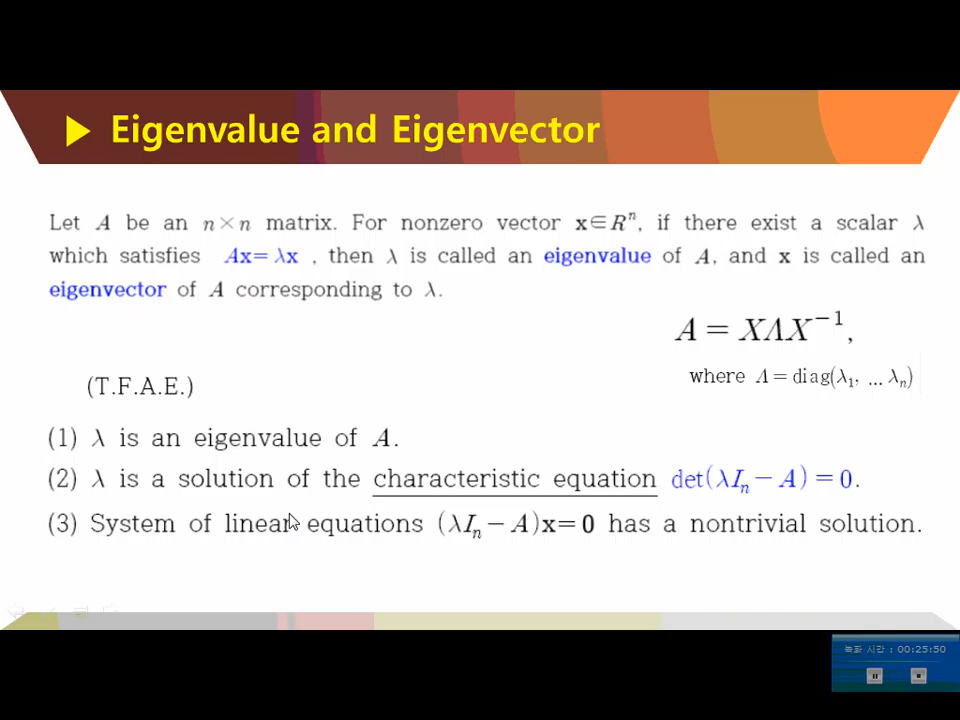 Eigenvalue and Eigenvector
Let A be an n×n matrix. For nonzero vector x∈Rⁿ, if there exist a scalar λ
which satisfies Ax=λx , then λ is called an eigenvalue of A, and x is called an
eigenvector of A corresponding to λ.
A = XΛX⁻¹,
where Λ=diag(λ₁, ... λₙ)
(T.F.A.E.)
(1) λ is an eigenvalue of A.
(2) λ is a solution of the characteristic equation det(λIₙ−A)=0.
(3) System of linear equations (λIₙ−A)x=0 has a nontrivial solution.
녹화 시간 : 00:25:50